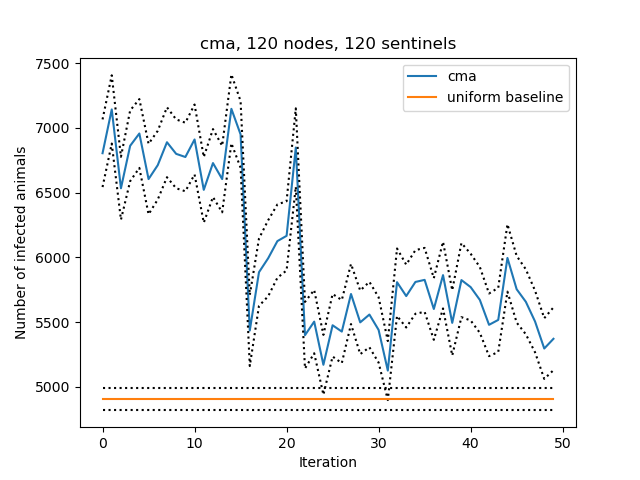 cma, 120 nodes, 120 sentinels
cma
uniform baseline
Number of infected animals
7500
7000
6500
6000
5500
5000
0 10 20 30 40 50
Iteration